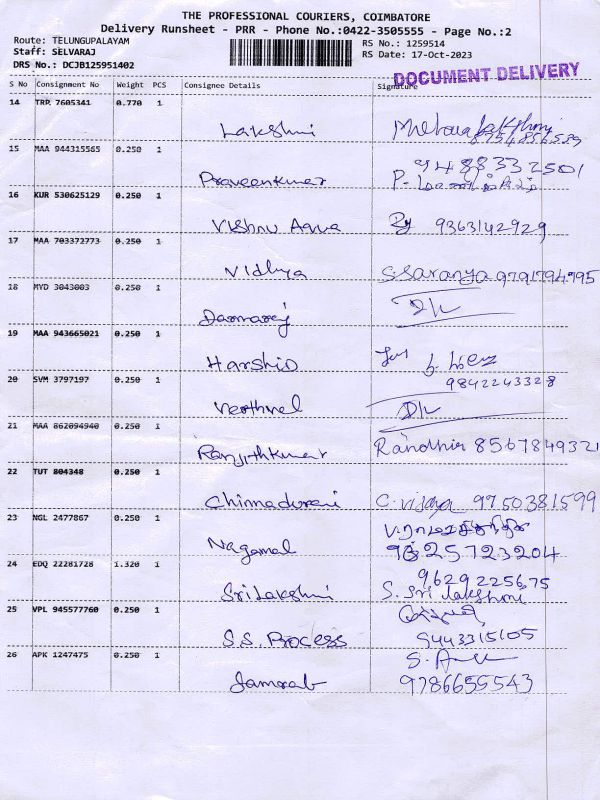 THE PROFESSIONAL COURIERS, COIMBATORE
Delivery Runsheet - PRR - Phone No.:0422-3505555 - Page No.:2
Route: TELUNGUPALAYAM RS No.: 1259514
Staff: SELVARAJ RS Date: 17-Oct-2023
DRS No.: DCJB125951402
DOCUMENT DELIVERY
S No Consignment No Weight PCS Consignee Details Signature
14 TRP 7605341 0.770 1
Lakshmi
15 MAA 944315565 0.250 1
9488332501
Praveenkumar
16 KUR 530625129 0.250 1
Vishnu Aqua 9363142929
17 MAA 703372773 0.250 1
Vidhya S Saranya 9791794795
18 MYD 3043003 0.250 1
Darmaraj
19 MAA 943665021 0.250 1
Harshid
20 SVM 3797197 0.250 1
9842243328
21 MAA 862094940 0.250 1
Ranjithkumar Randhir 8567849321
22 TUT 804348 0.250 1
Chinnadurai C. Vijaya 9750381599
23 NGL 2477867 0.250 1
Nagamal
24 EDQ 22281728 1.320 1
9629225675
Sri Lakshmi S. Sri lakshmi
25 VPL 945577760 0.250 1
S.S. Process 9443315105
26 APK 1247475 0.250 1
9786655543